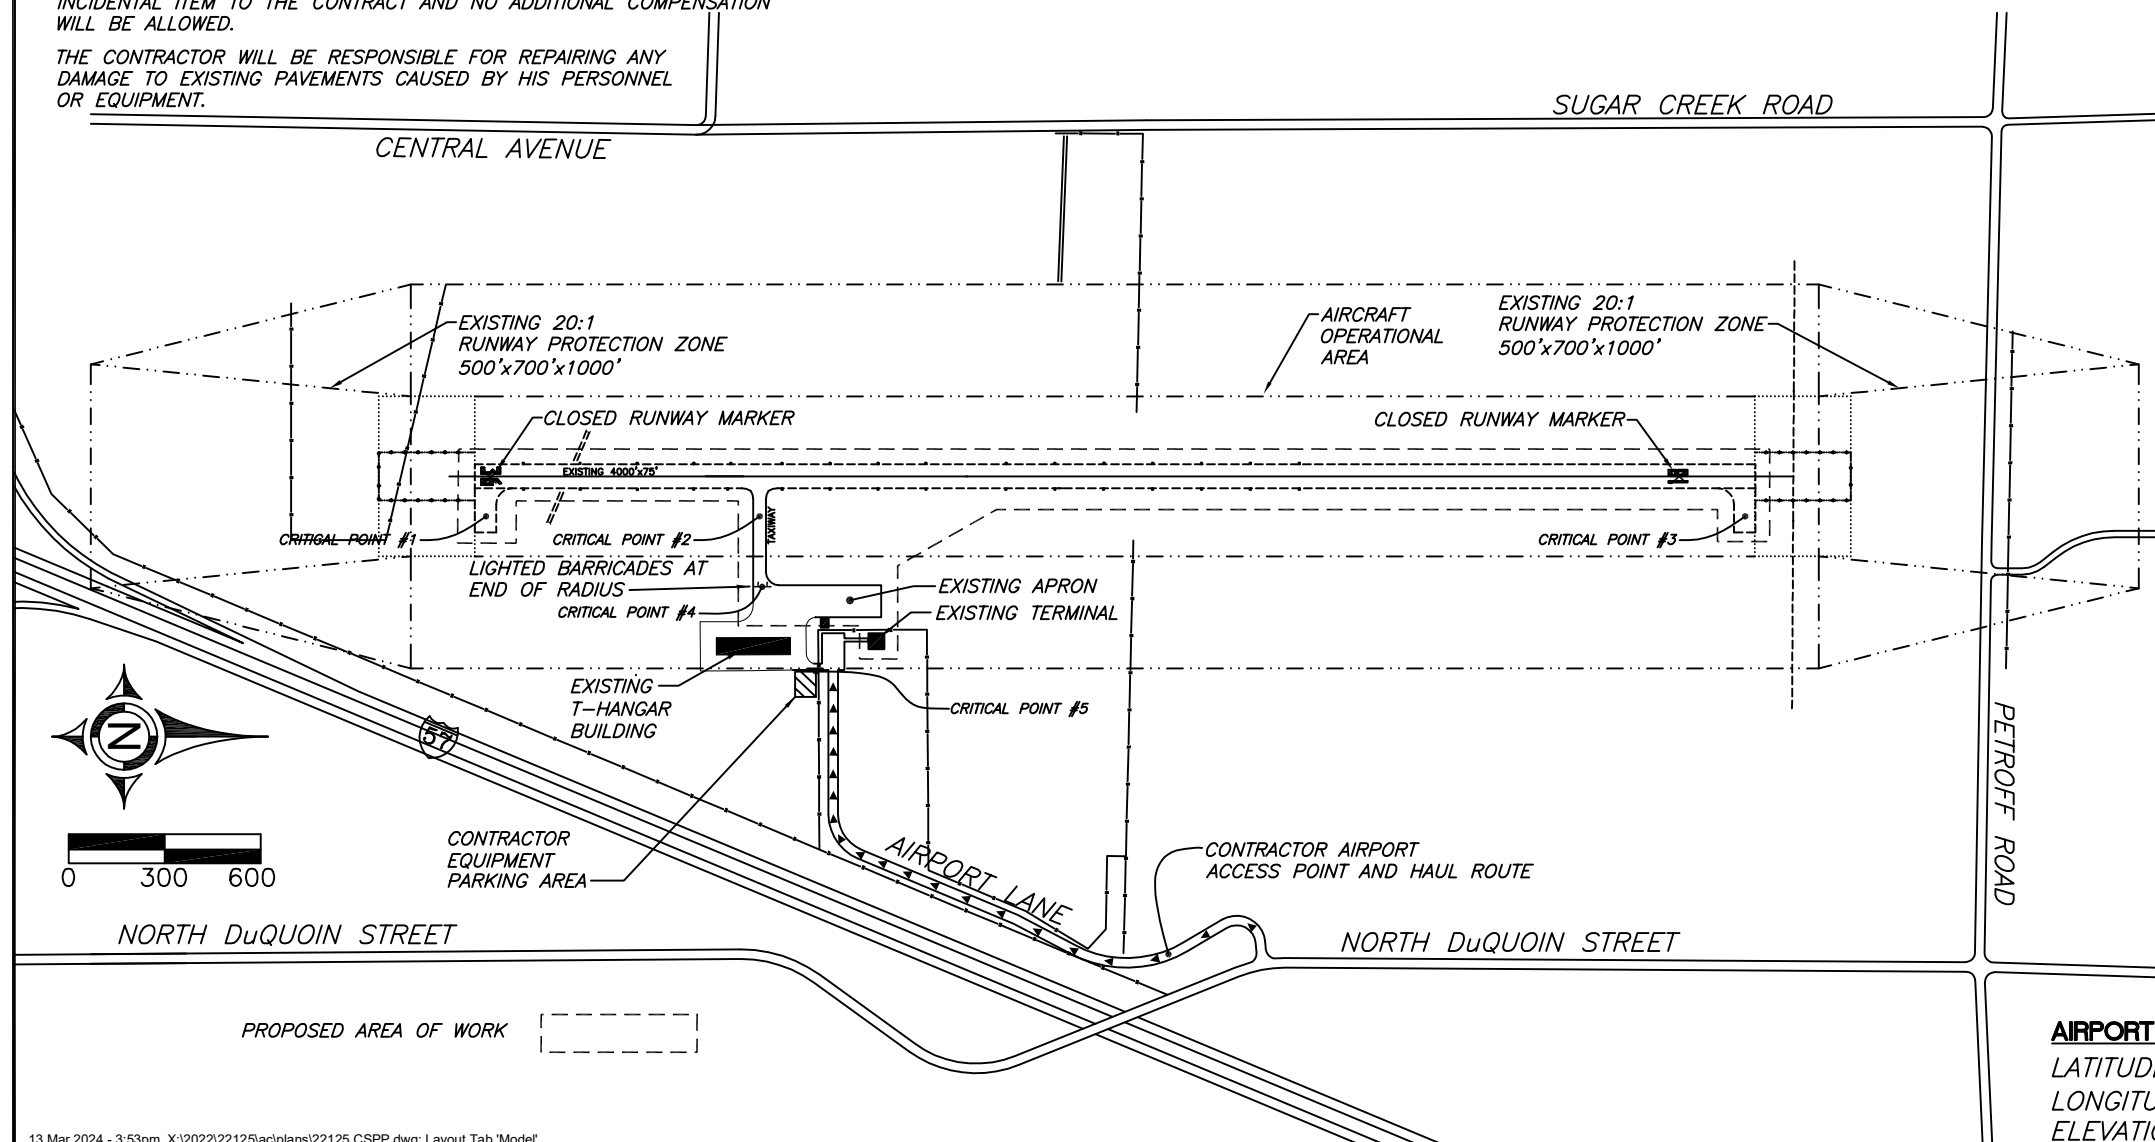 INCIDENTAL ITEM TO THE CONTRACT AND NO ADDITIONAL COMPENSATION
WILL BE ALLOWED.
THE CONTRACTOR WILL BE RESPONSIBLE FOR REPAIRING ANY
DAMAGE TO EXISTING PAVEMENTS CAUSED BY HIS PERSONNEL
OR EQUIPMENT.
SUGAR CREEK ROAD
CENTRAL AVENUE
EXISTING 20:1
RUNWAY PROTECTION ZONE
500'x700'x1000'
AIRCRAFT
OPERATIONAL
AREA
EXISTING 20:1
RUNWAY PROTECTION ZONE
500'x700'x1000'
CLOSED RUNWAY MARKER
CLOSED RUNWAY MARKER
EXISTING 4000'x75'
CRITICAL POINT #1
CRITICAL POINT #2
TAXIWAY
CRITICAL POINT #3
LIGHTED BARRICADES AT
END OF RADIUS
CRITICAL POINT #4
EXISTING APRON
EXISTING TERMINAL
EXISTING
T-HANGAR
BUILDING
CRITICAL POINT #5
N
57
PETROFF ROAD
0 300 600
CONTRACTOR
EQUIPMENT
PARKING AREA
AIRPORT LANE
CONTRACTOR AIRPORT
ACCESS POINT AND HAUL ROUTE
NORTH DuQUOIN STREET
NORTH DuQUOIN STREET
PROPOSED AREA OF WORK
AIRPORT
LATITUDE
LONGITU
ELEVATIO
13 Mar 2024 - 3:53pm X:\2022\22125\ac\plans\22125 CSPP.dwg: Layout Tab 'Model'